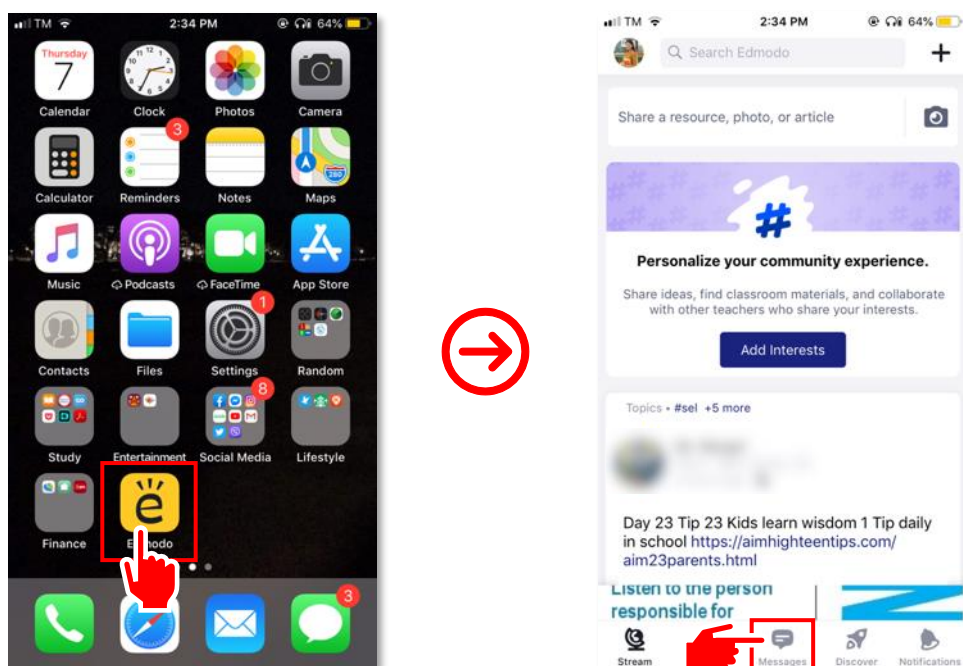 TM 2:34 PM 64%
Thursday
7
Calendar Clock Photos Camera
3
280
Calculator Reminders Notes Maps
Music Podcasts FaceTime App Store
1
Contacts Files Settings Random
8
Study Entertainment Social Media Lifestyle
e
Finance Edmodo
3
TM 2:34 PM 64%
Search Edmodo
Share a resource, photo, or article
#
Personalize your community experience.
Share ideas, find classroom materials, and collaborate
with other teachers who share your interests.
Add Interests
Topics • #sel +5 more
Day 23 Tip 23 Kids learn wisdom 1 Tip daily
in school https://aimhighteentips.com/
aim23parents.html
Listen to the person
responsible for
Stream Messages Discover Notifications